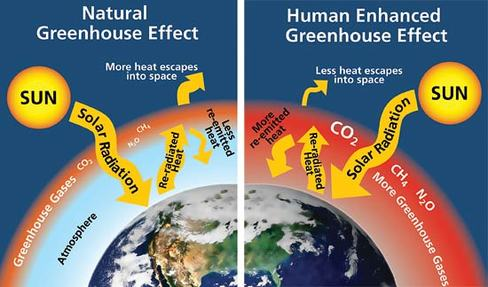 Natural
Greenhouse Effect
More heat escapes
into space
SUN
Solar Radiation
N₂O CH₄
CO₂
Greenhouse Gases
Atmosphere
Re-radiated
Heat
Less
re-emitted
heat
Human Enhanced
Greenhouse Effect
Less heat escapes
into space
SUN
Solar Radiation
More
re-emitted
heat
Re-radiated
Heat
CO₂
CH₄ N₂O
More Greenhouse Gases